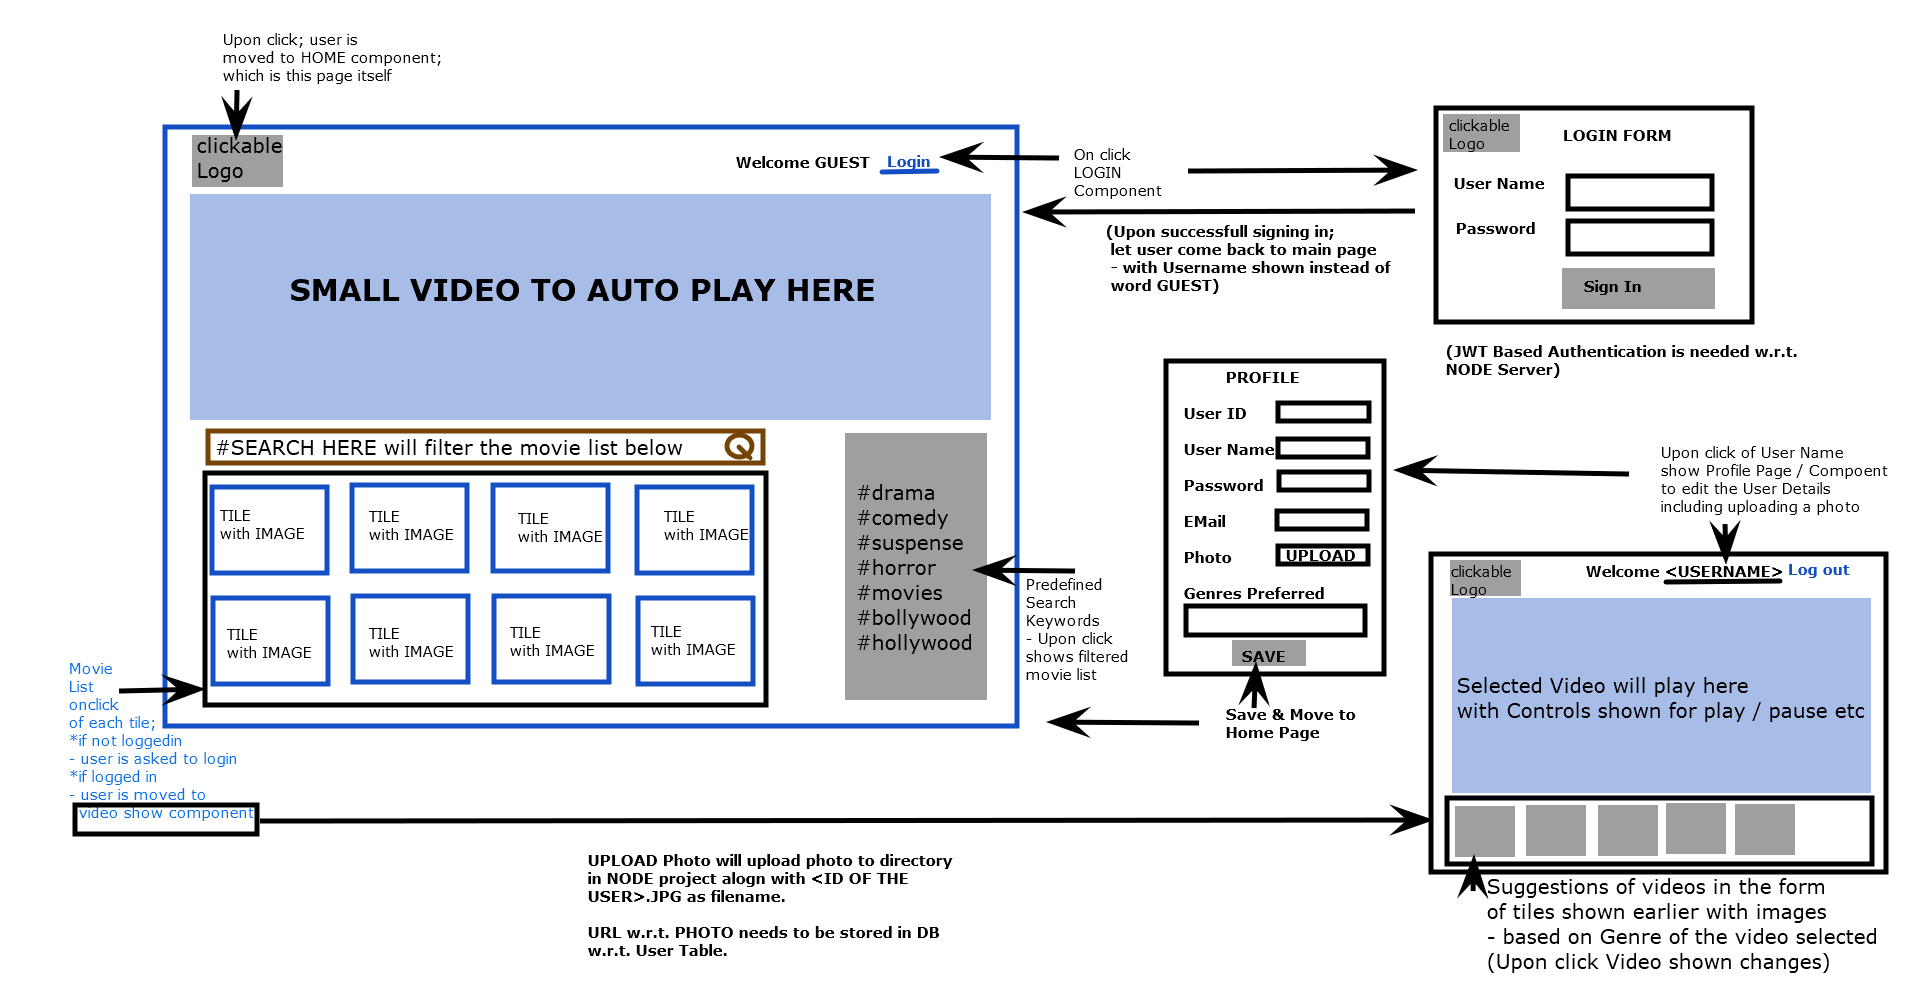 Upon click; user is
moved to HOME component;
which is this page itself
clickable
Logo
Welcome GUEST
Login
SMALL VIDEO TO AUTO PLAY HERE
#SEARCH HERE will filter the movie list below
TILE
with IMAGE
TILE
with IMAGE
TILE
with IMAGE
TILE
with IMAGE
TILE
with IMAGE
TILE
with IMAGE
TILE
with IMAGE
TILE
with IMAGE
#drama
#comedy
#suspense
#horror
#movies
#bollywood
#hollywood
Predefined
Search
Keywords
- Upon click
shows filtered
movie list
Movie
List
onclick
of each tile;
*if not loggedin
- user is asked to login
*if logged in
- user is moved to
video show component
On click
LOGIN
Component
(Upon successfull signing in;
let user come back to main page
- with Username shown instead of
word GUEST)
clickable
Logo
LOGIN FORM
User Name
Password
Sign In
(JWT Based Authentication is needed w.r.t.
NODE Server)
PROFILE
User ID
User Name
Password
EMail
Photo
UPLOAD
Genres Preferred
SAVE
Save & Move to
Home Page
Upon click of User Name
show Profile Page / Compoent
to edit the User Details
including uploading a photo
clickable
Logo
Welcome <USERNAME>
Log out
Selected Video will play here
with Controls shown for play / pause etc
Suggestions of videos in the form
of tiles shown earlier with images
- based on Genre of the video selected
(Upon click Video shown changes)
UPLOAD Photo will upload photo to directory
in NODE project alogn with <ID OF THE
USER>.JPG as filename.
URL w.r.t. PHOTO needs to be stored in DB
w.r.t. User Table.